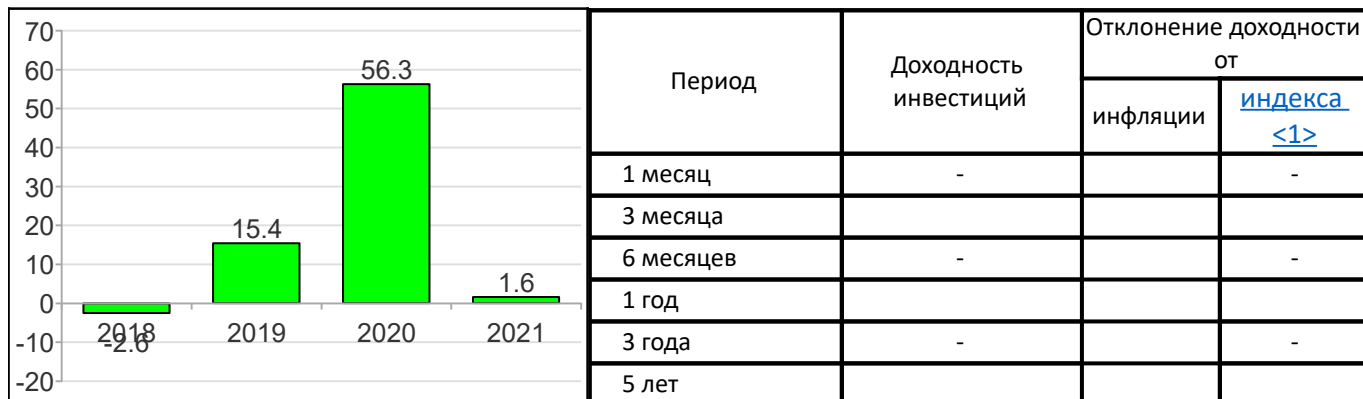 70
60
50
40
30
20
10
0
-10
-20
-2.6
15.4
56.3
1.6
2018
2019
2020
2021
Период
Доходность
инвестиций
Отклонение доходности
от
инфляции
индекса
<1>
1 месяц - -
3 месяца
6 месяцев - -
1 год
3 года - -
5 лет